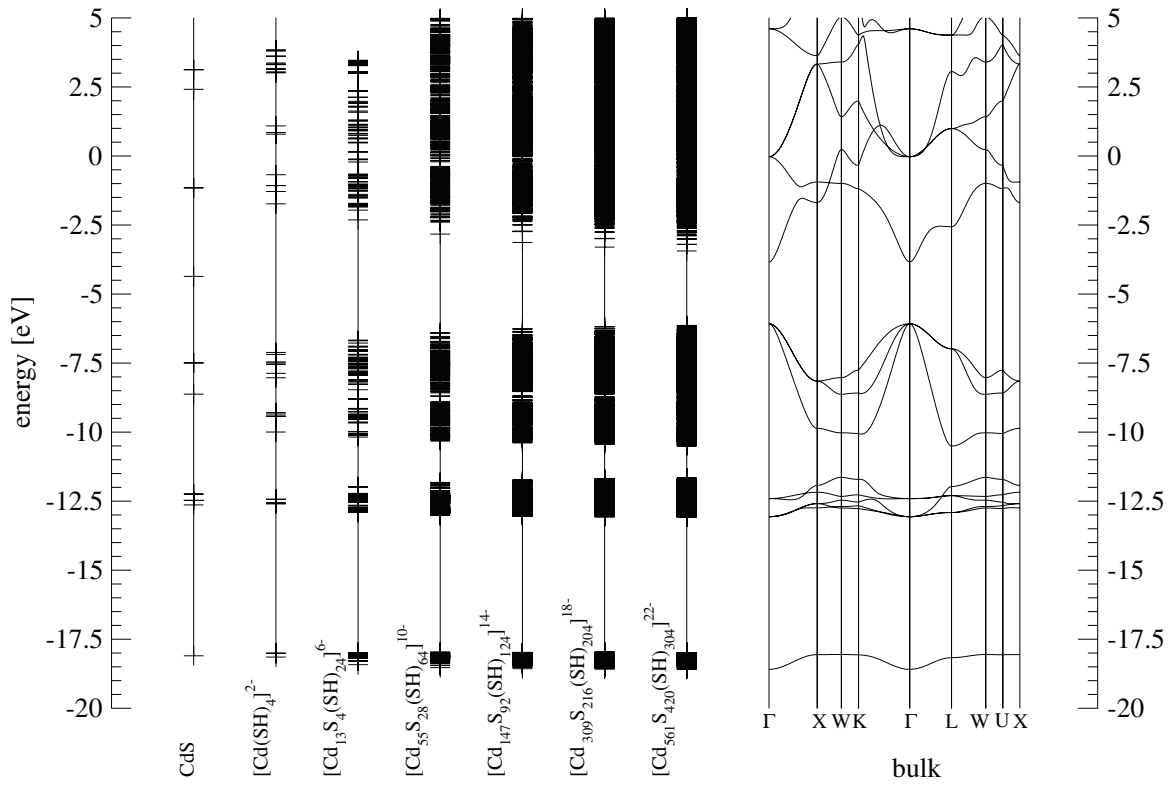 5
2.5
0
-2.5
-5
-7.5
-10
-12.5
-15
-17.5
-20
energy [eV]
CdS
[Cd(SH)₄]²⁻
[Cd₁₃S₄(SH)₂₄]⁶⁻
[Cd₅₅S₂₈(SH)₆₄]¹⁰⁻
[Cd₁₄₇S₉₂(SH)₁₂₄]¹⁴⁻
[Cd₃₀₉S₂₁₆(SH)₂₀₄]¹⁸⁻
[Cd₅₆₁S₄₂₀(SH)₃₀₄]²²⁻
Γ X W K Γ L W U X
bulk
5
2.5
0
-2.5
-5
-7.5
-10
-12.5
-15
-17.5
-20